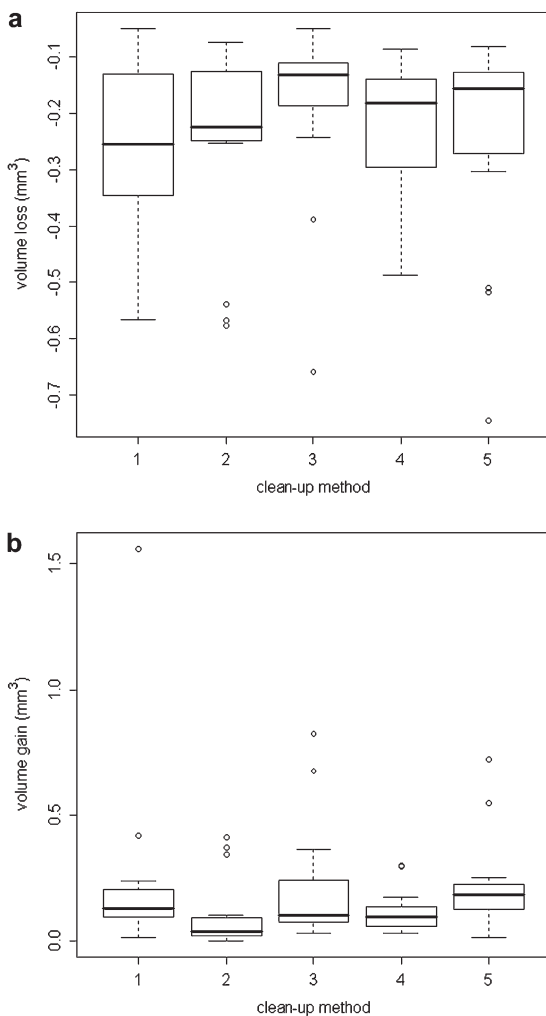 a
volume loss (mm³)
-0.1
-0.2
-0.3
-0.4
-0.5
-0.6
-0.7
1 2 3 4 5
clean-up method
b
volume gain (mm³)
1.5
1.0
0.5
0.0
1 2 3 4 5
clean-up method